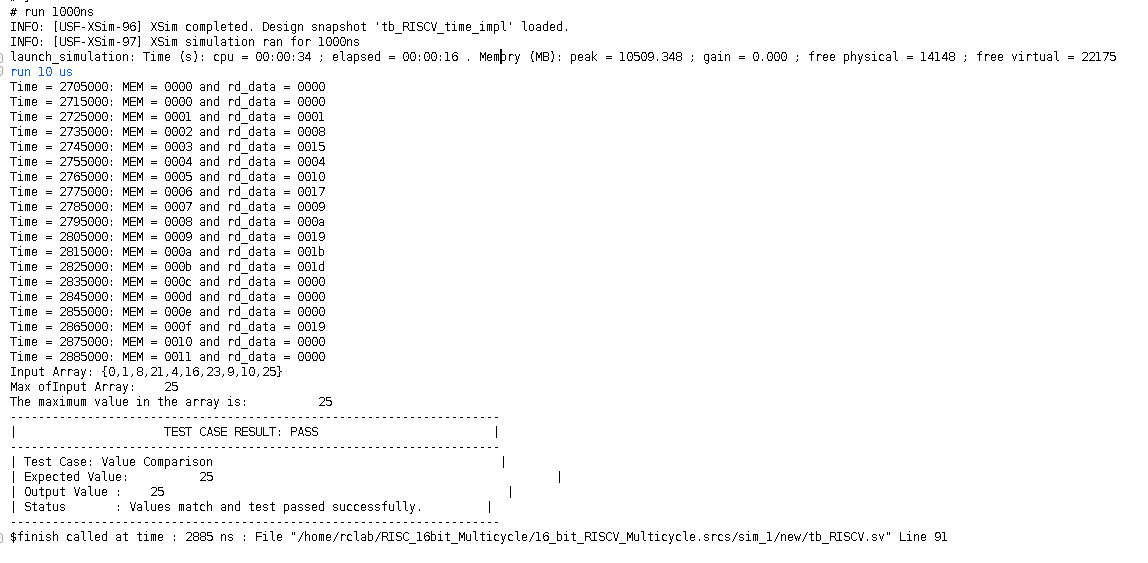 # run 1000ns
INFO: [USF-XSim-96] XSim completed. Design snapshot 'tb_RISCV_time_impl' loaded.
INFO: [USF-XSim-97] XSim simulation ran for 1000ns
launch_simulation: Time (s): cpu = 00:00:34 ; elapsed = 00:00:16 . Memory (MB): peak = 10509.348 ; gain = 0.000 ; free physical = 14148 ; free virtual = 22175
run 10 us
Time = 2705000: MEM = 0000 and rd_data = 0000
Time = 2715000: MEM = 0000 and rd_data = 0000
Time = 2725000: MEM = 0001 and rd_data = 0001
Time = 2735000: MEM = 0002 and rd_data = 0008
Time = 2745000: MEM = 0003 and rd_data = 0015
Time = 2755000: MEM = 0004 and rd_data = 0004
Time = 2765000: MEM = 0005 and rd_data = 0010
Time = 2775000: MEM = 0006 and rd_data = 0017
Time = 2785000: MEM = 0007 and rd_data = 0009
Time = 2795000: MEM = 0008 and rd_data = 000a
Time = 2805000: MEM = 0009 and rd_data = 0019
Time = 2815000: MEM = 000a and rd_data = 001b
Time = 2825000: MEM = 000b and rd_data = 001d
Time = 2835000: MEM = 000c and rd_data = 0000
Time = 2845000: MEM = 000d and rd_data = 0000
Time = 2855000: MEM = 000e and rd_data = 0000
Time = 2865000: MEM = 000f and rd_data = 0019
Time = 2875000: MEM = 0010 and rd_data = 0000
Time = 2885000: MEM = 0011 and rd_data = 0000
Input Array: {0,1,8,21,4,16,23,9,10,25}
Max ofInput Array:    25
The maximum value in the array is:          25
---------------------------------------------------------------------
|                     TEST CASE RESULT: PASS                         |
---------------------------------------------------------------------
| Test Case: Value Comparison                                         |
| Expected Value:          25                                                 |
| Output Value :    25                                                 |
| Status       : Values match and test passed successfully.         |
---------------------------------------------------------------------
$finish called at time : 2885 ns : File "/home/rclab/RISC_16bit_Multicycle/16_bit_RISCV_Multicycle.srcs/sim_1/new/tb_RISCV.sv" Line 91